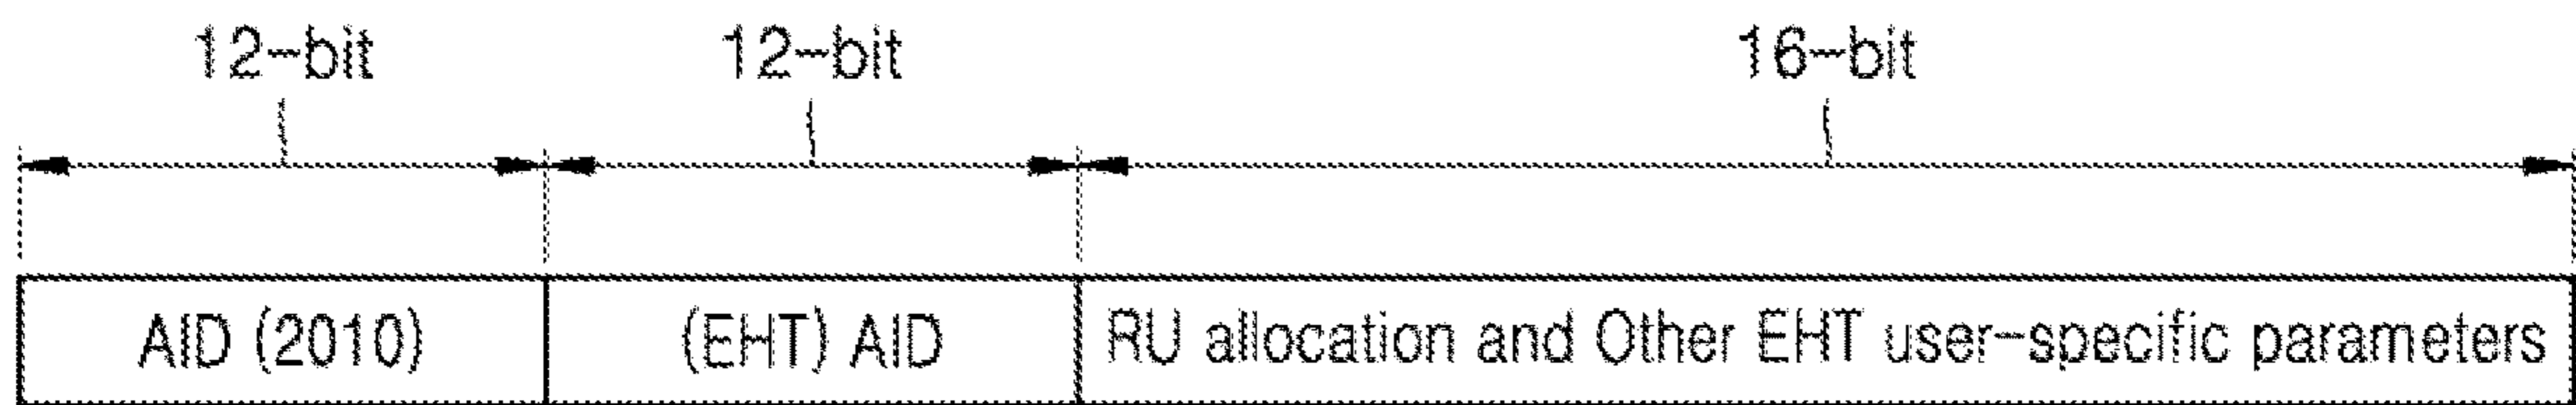 12-bit 12-bit 16-bit
AID (2010) (EHT) AID RU allocation and Other EHT user-specific parameters